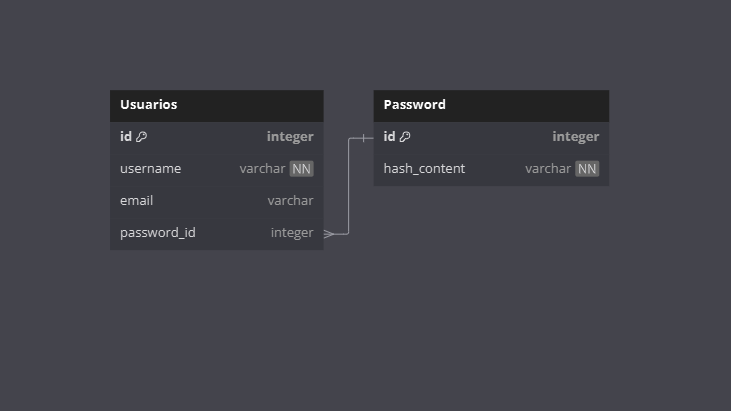 Usuarios
id integer
username varchar NN
email varchar
password_id integer
Password
id integer
hash_content varchar NN